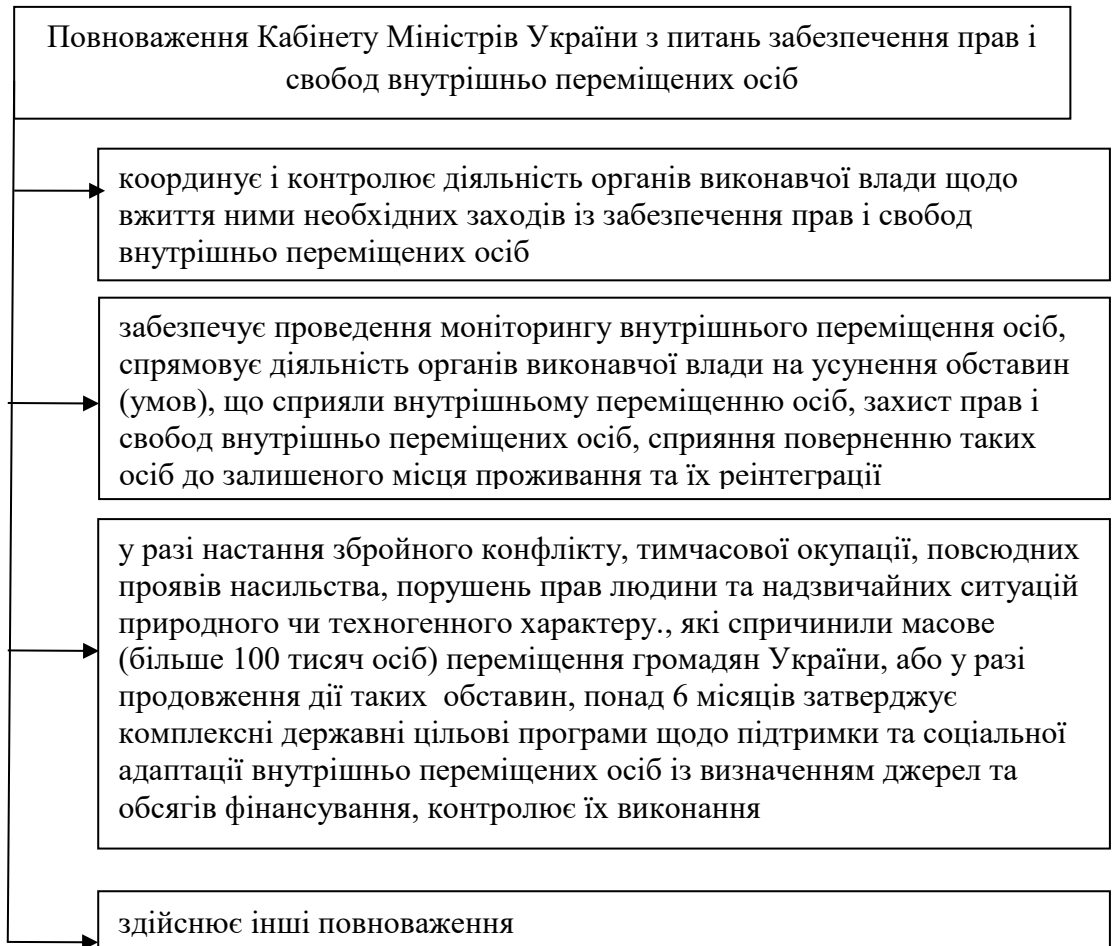 Повноваження Кабінету Міністрів України з питань забезпечення прав і
свобод внутрішньо переміщених осіб
координує і контролює діяльність органів виконавчої влади щодо
вжиття ними необхідних заходів із забезпечення прав і свобод
внутрішньо переміщених осіб
забезпечує проведення моніторингу внутрішнього переміщення осіб,
спрямовує діяльність органів виконавчої влади на усунення обставин
(умов), що сприяли внутрішньому переміщенню осіб, захист прав і
свобод внутрішньо переміщених осіб, сприяння поверненню таких
осіб до залишеного місця проживання та їх реінтеграції
у разі настання збройного конфлікту, тимчасової окупації, повсюдних
проявів насильства, порушень прав людини та надзвичайних ситуацій
природного чи техногенного характеру., які спричинили масове
(більше 100 тисяч осіб) переміщення громадян України, або у разі
продовження дії таких обставин, понад 6 місяців затверджує
комплексні державні цільові програми щодо підтримки та соціальної
адаптації внутрішньо переміщених осіб із визначенням джерел та
обсягів фінансування, контролює їх виконання
здійснює інші повноваження